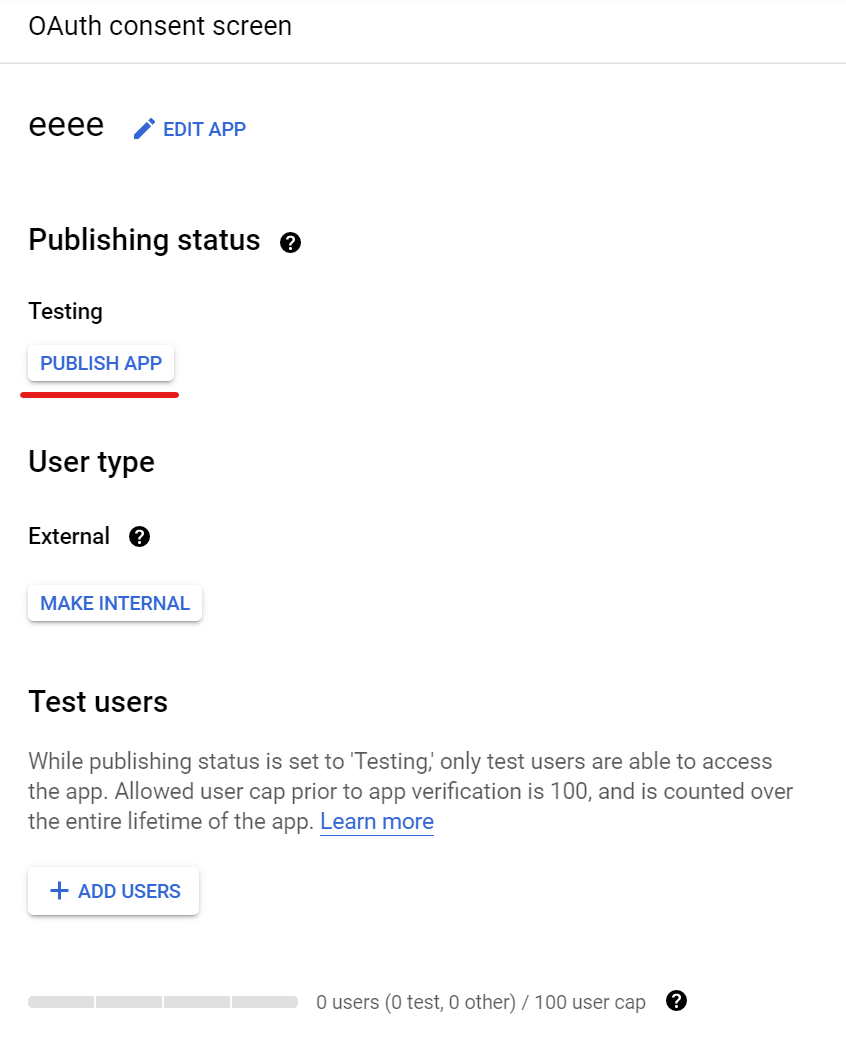 OAuth consent screen
eeee EDIT APP
Publishing status ?
Testing
PUBLISH APP
User type
External ?
MAKE INTERNAL
Test users
While publishing status is set to 'Testing,' only test users are able to access
the app. Allowed user cap prior to app verification is 100, and is counted over
the entire lifetime of the app. Learn more
+ ADD USERS
0 users (0 test, 0 other) / 100 user cap ?